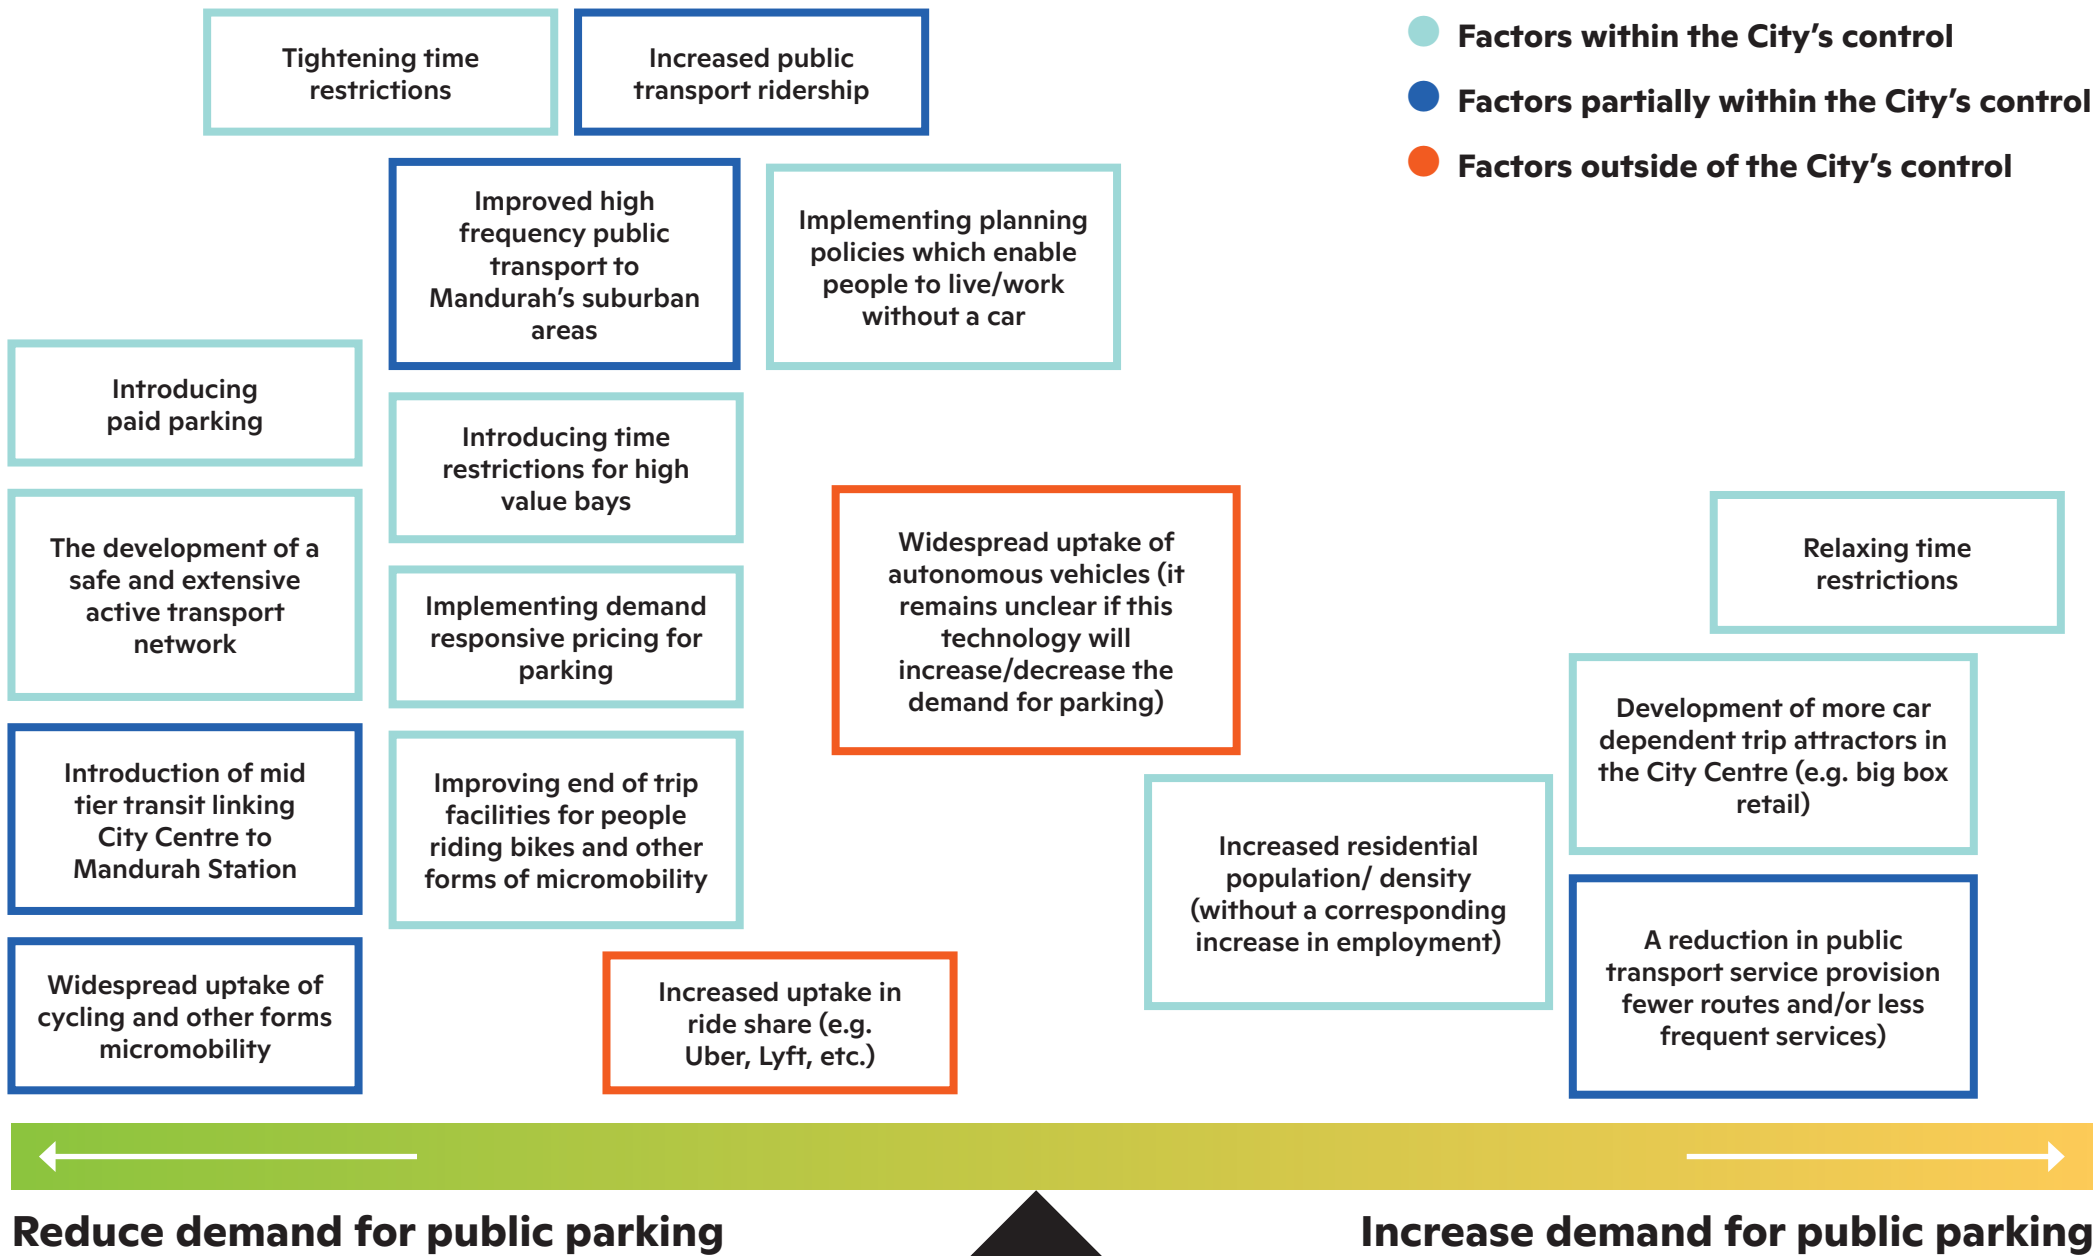 Tightening time
restrictions
Increased public
transport ridership
Factors within the City's control
Factors partially within the City's control
Factors outside of the City's control
Improved high
frequency public
transport to
Mandurah's suburban
areas
Implementing planning
policies which enable
people to live/work
without a car
Introducing
paid parking
Introducing time
restrictions for high
value bays
The development of a
safe and extensive
active transport
network
Implementing demand
responsive pricing for
parking
Widespread uptake of
autonomous vehicles (it
remains unclear if this
technology will
increase/decrease the
demand for parking)
Relaxing time
restrictions
Development of more car
dependent trip attractors in
the City Centre (e.g. big box
retail)
Introduction of mid
tier transit linking
City Centre to
Mandurah Station
Improving end of trip
facilities for people
riding bikes and other
forms of micromobility
Increased residential
population/ density
(without a corresponding
increase in employment)
A reduction in public
transport service provision
fewer routes and/or less
frequent services)
Widespread uptake of
cycling and other forms
micromobility
Increased uptake in
ride share (e.g.
Uber, Lyft, etc.)
Reduce demand for public parking
Increase demand for public parking